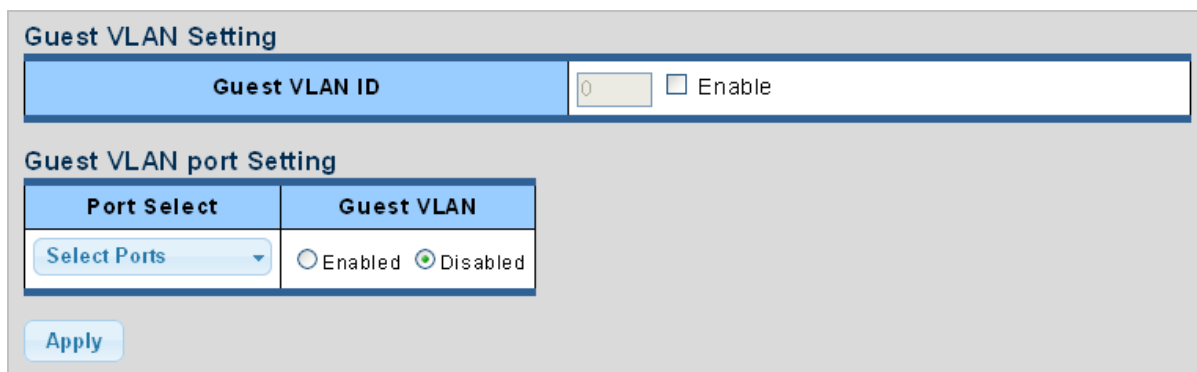 Guest VLAN Setting
Guest VLAN ID 0 Enable
Guest VLAN port Setting
Port Select Guest VLAN
Select Ports Enabled Disabled
Apply